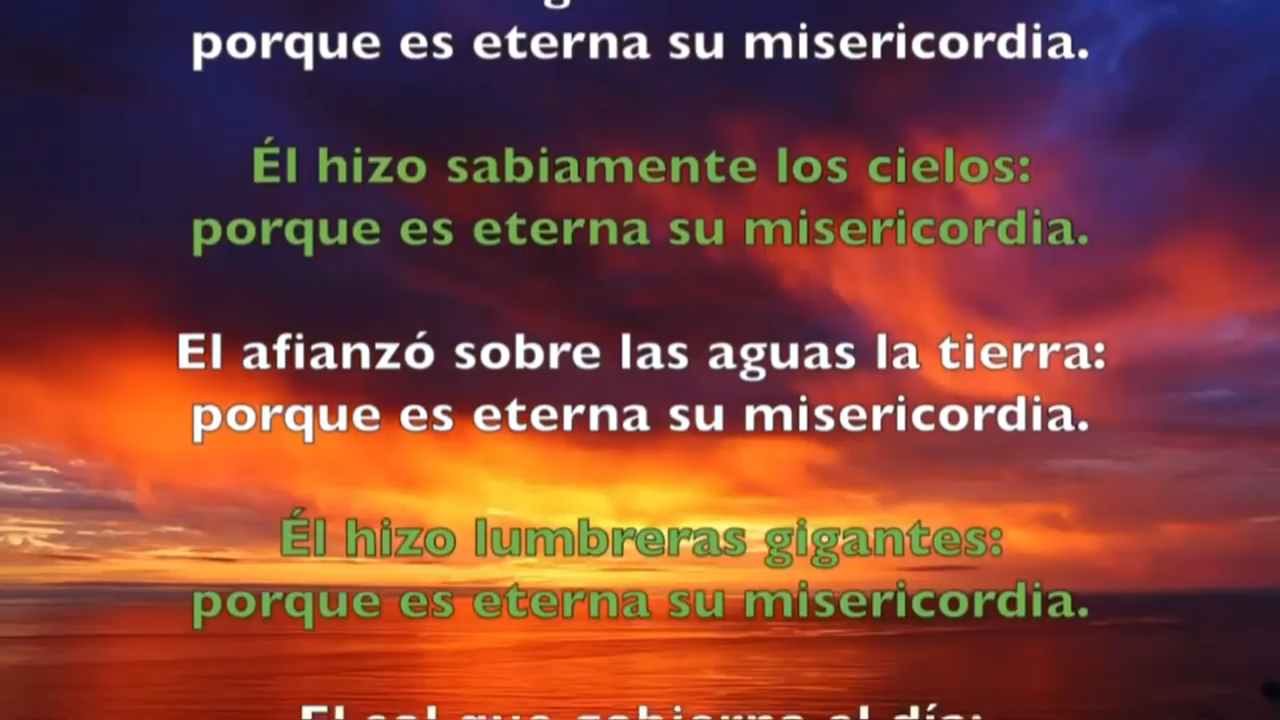 porque es eterna su misericordia.
Él hizo sabiamente los cielos:
porque es eterna su misericordia.
El afianzó sobre las aguas la tierra:
porque es eterna su misericordia.
Él hizo lumbreras gigantes:
porque es eterna su misericordia.
El sol que gobierna el día: